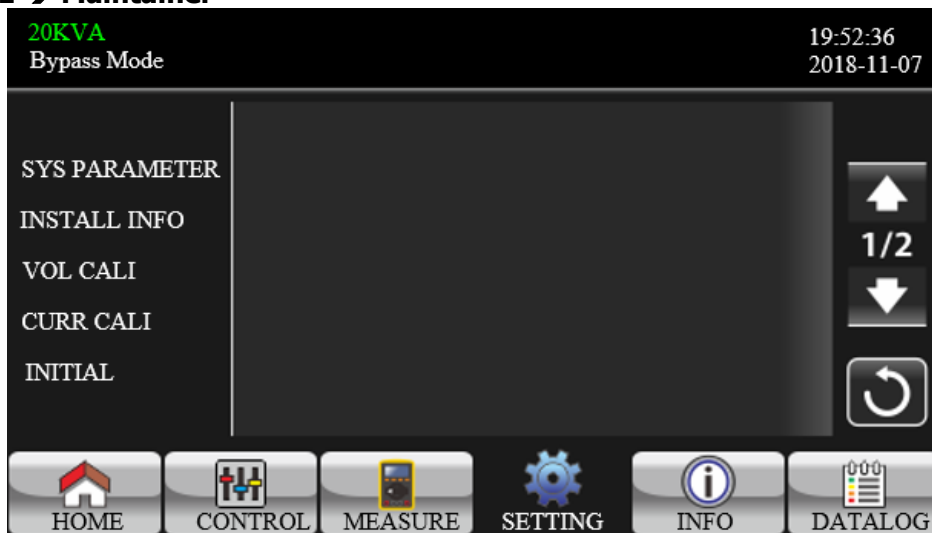 Maintainer
20KVA
Bypass Mode
19:52:36
2018-11-07
SYS PARAMETER
INSTALL INFO
VOL CALI
CURR CALI
INITIAL
1/2
HOME
CONTROL
MEASURE
SETTING
INFO
DATALOG